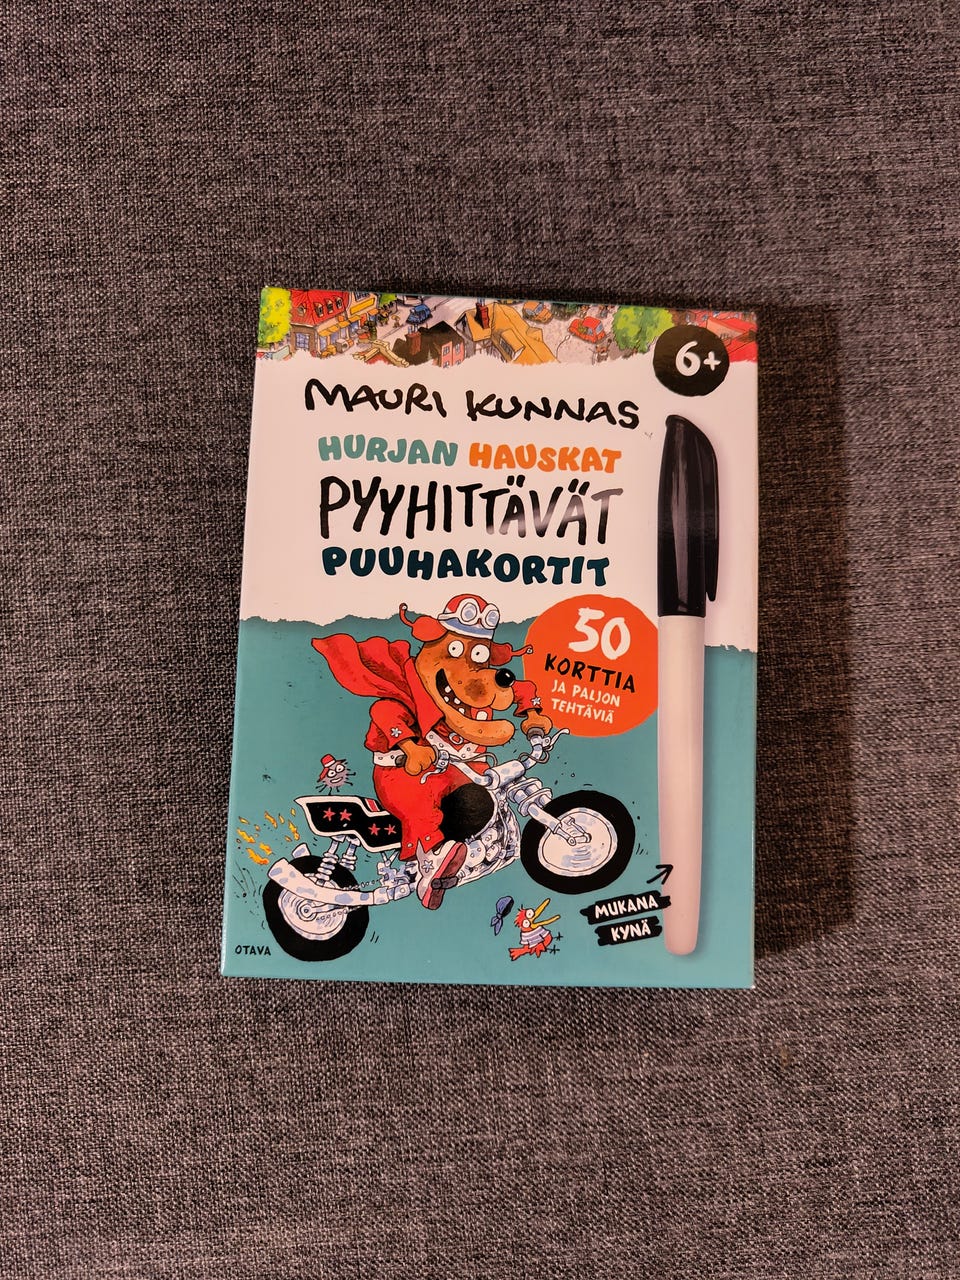 6+
MAURI KUNNAS
HURJAN HAUSKAT
PYYHITTÄVÄT
PUUHAKORTIT
50
KORTTIA
JA PALJON
TEHTÄVIÄ
MUKANA
KYNÄ
OTAVA